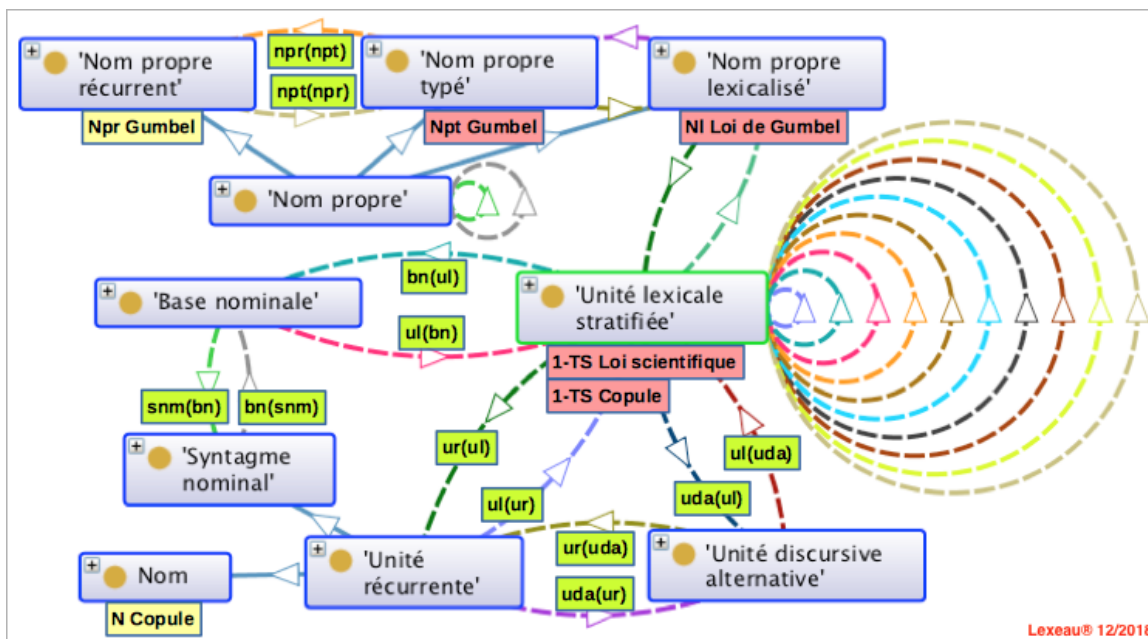 'Nom propre
récurrent'
npr(npt)
npt(npr)
'Nom propre
typé'
'Nom propre
lexicalisé'
Npr Gumbel
Npt Gumbel
Nl Loi de Gumbel
'Nom propre'
bn(ul)
'Base nominale'
ul(bn)
'Unité lexicale
stratifiée'
1-TS Loi scientifique
1-TS Copule
snm(bn)
bn(snm)
'Syntagme
nominal'
ur(ul)
ul(ur)
ul(uda)
uda(ul)
Nom
N Copule
'Unité
récurrente'
ur(uda)
uda(ur)
'Unité discursive
alternative'
Lexeau® 12/2018